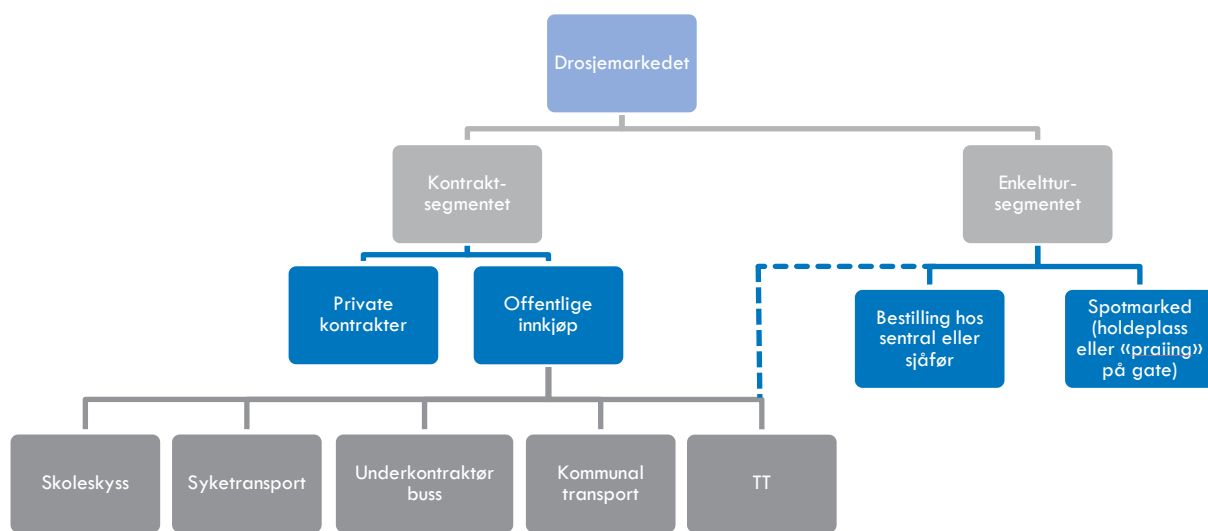 Drosjemarkedet
Kontrakt-
segmentet
Enkelttur-
segmentet
Private
kontrakter
Offentlige
innkjøp
Bestilling hos
sentral eller
sjåfør
Spotmarked
(holdeplass
eller «praiing»
på gate)
Skoleskyss
Syketransport
Underkontraktør
buss
Kommunal
transport
TT